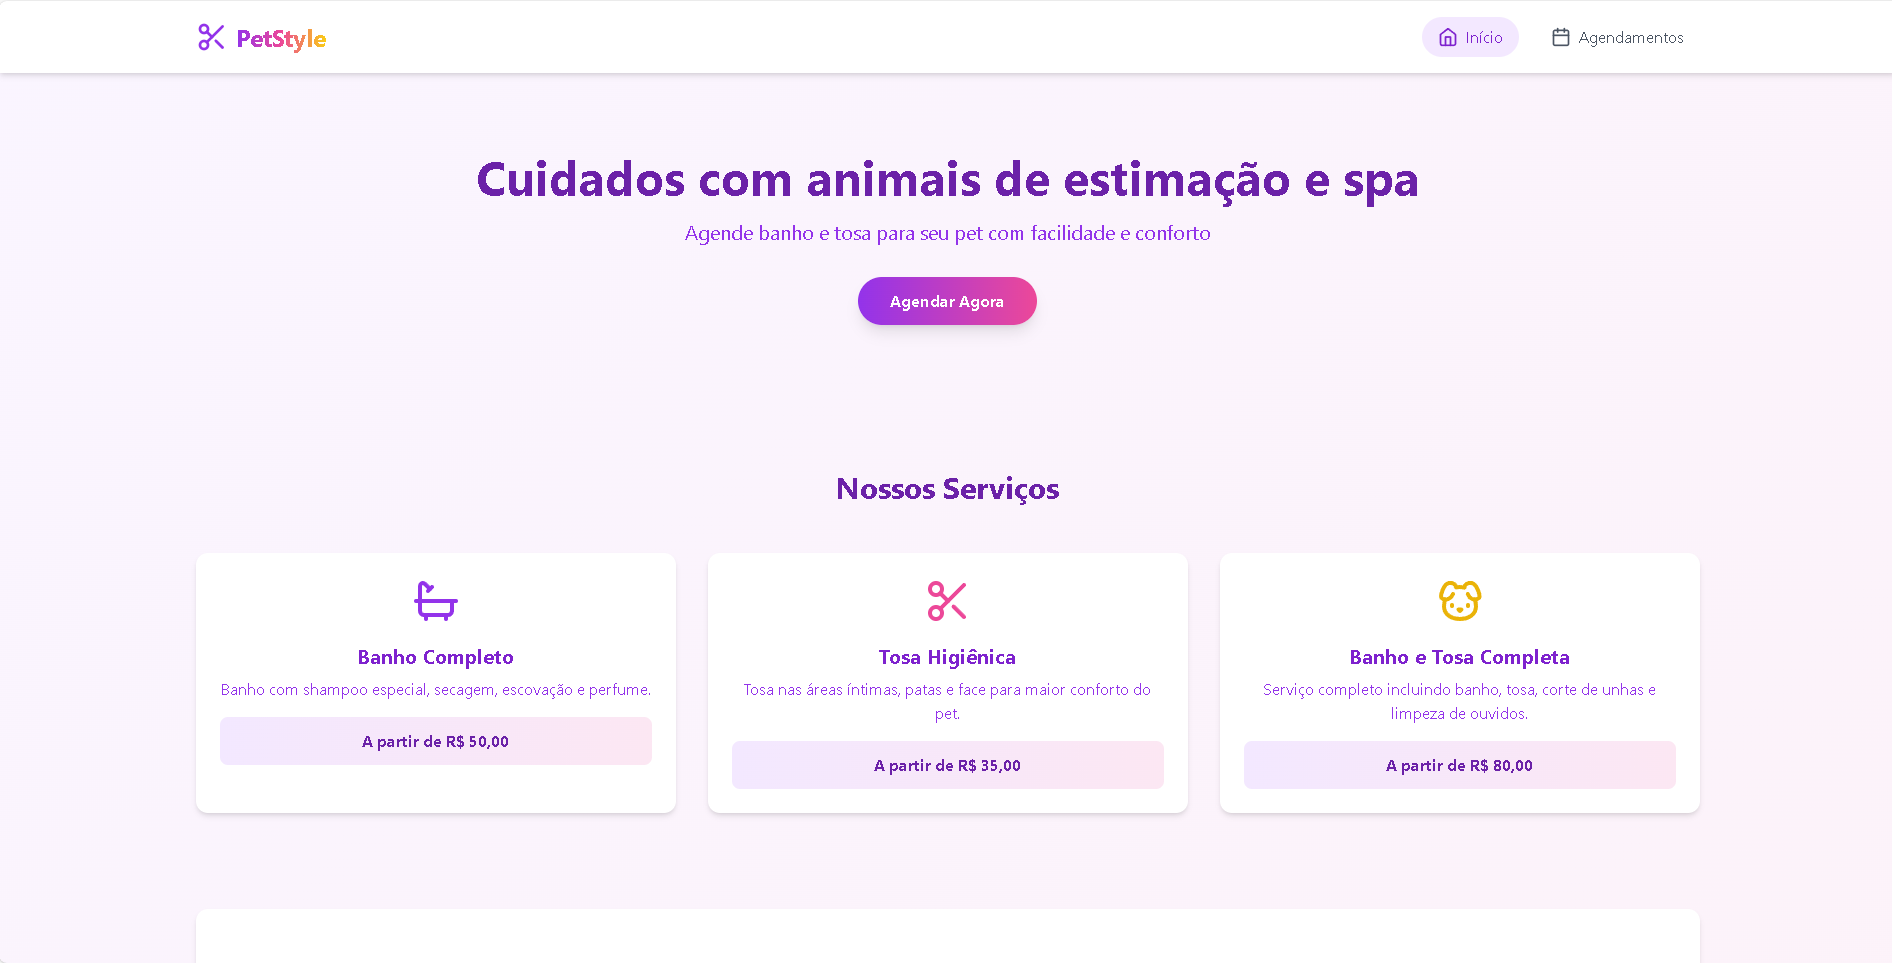 PetStyle
Início
Agendamentos
Cuidados com animais de estimação e spa
Agende banho e tosa para seu pet com facilidade e conforto
Agendar Agora
Nossos Serviços
Banho Completo
Banho com shampoo especial, secagem, escovação e perfume.
A partir de R$ 50,00
Tosa Higiênica
Tosa nas áreas íntimas, patas e face para maior conforto do
pet.
A partir de R$ 35,00
Banho e Tosa Completa
Serviço completo incluindo banho, tosa, corte de unhas e
limpeza de ouvidos.
A partir de R$ 80,00